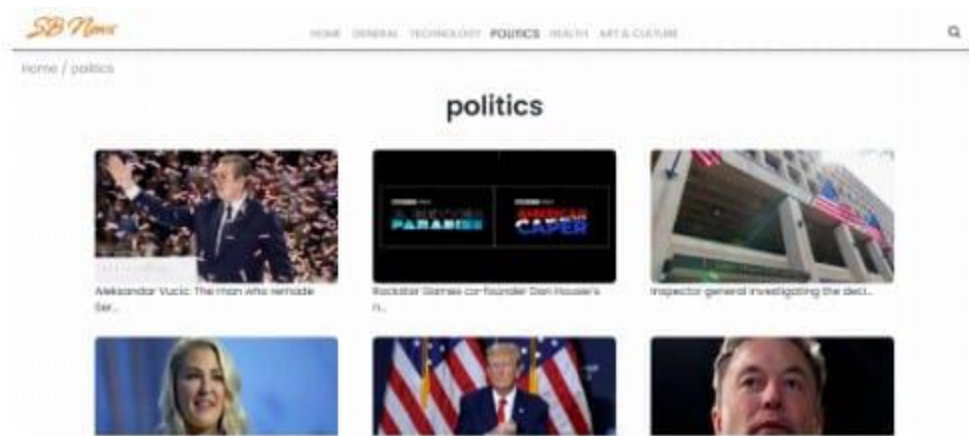 SB News
HOME GENERAL TECHNOLOGY POLITICS HEALTH ART & CULTURE
Home / politics
politics
PARADISE
AMERICAN
CAPER
Aleksandar Vucic: The man who remade
Ser...
Rockstar Games co-founder Dan Houser's
n...
Inspector general investigating the deci...